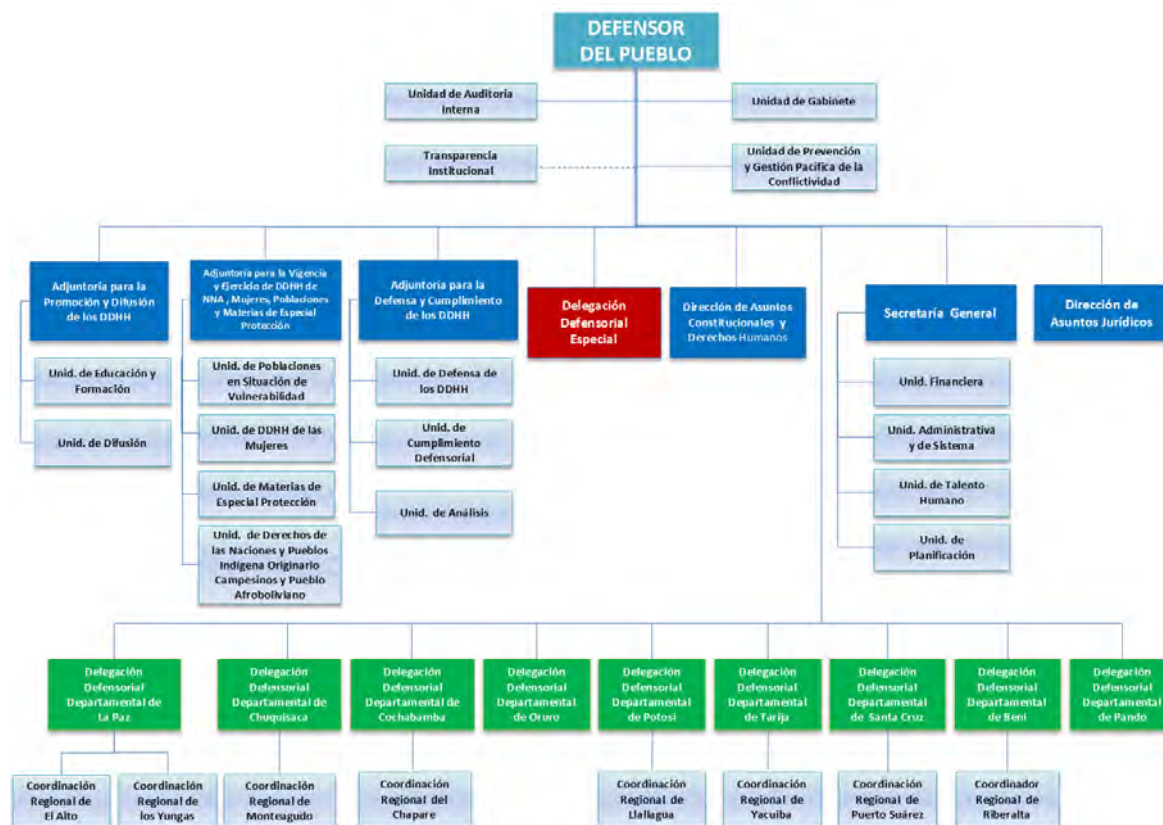 DEFENSOR
DEL PUEBLO
Unidad de Auditoría
Interna
Unidad de Gabinete
Transparencia
Institucional
Unidad de Prevención
y Gestión Pacifica de la
Conflictividad
Adjuntoría para la
Promoción y Difusión
de los DDHH
Adjuntoría para la Vigencia
y Ejercicio de DDHH de
NNA , Mujeres, Poblaciones
y Materias de Especial
Protección
Adjuntoría para la
Defensa y Cumplimiento
de los DDHH
Delegación
Defensorial
Especial
Dirección de Asuntos
Constitucionales y
Derechos Humanos
Secretaría General
Dirección de
Asuntos Jurídicos
Unid. de Educación y
Formación
Unid. de Difusión
Unid. de Poblaciones
en Situación de
Vulnerabilidad
Unid. de DDHH de las
Mujeres
Unid. de Materias de
Especial Protección
Unid. de Derechos de
las Naciones y Pueblos
Indígena Originario
Campesinos y Pueblo
Afroboliviano
Unid. de Defensa de
los DDHH
Unid. de
Cumplimiento
Defensorial
Unid. de Análisis
Unid. Financiera
Unid. Administrativa
y de Sistema
Unid. de Talento
Humano
Unid. de
Planificación
Delegación
Defensorial
Departamental de
La Paz
Delegación
Defensorial
Departamental de
Chuquisaca
Delegación
Defensorial
Departamental de
Cochabamba
Delegación
Defensorial
Departamental
de Oruro
Delegación
Defensorial
Departamental
de Potosí
Delegación
Defensorial
Departamental
de Tarija
Delegación
Defensorial
Departamental
de Santa Cruz
Delegación
Defensorial
Departamental
de Beni
Delegación
Defensorial
Departamental
de Pando
Coordinación
Regional de
El Alto
Coordinación
Regional de
los Yungas
Coordinación
Regional de
Monteagudo
Coordinación
Regional del
Chapare
Coordinación
Regional de
Llallagua
Coordinación
Regional de
Yacuiba
Coordinación
Regional de
Puerto Suárez
Coordinador
Regional de
Riberalta